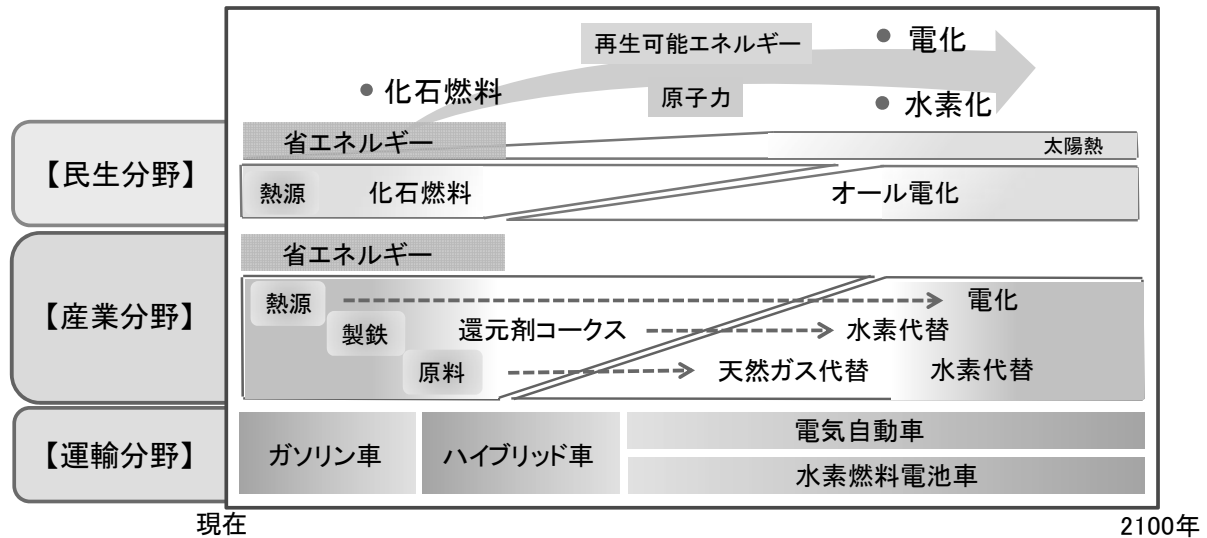 再生可能エネルギー
● 電化
● 化石燃料
原子力
● 水素化
【民生分野】
省エネルギー
太陽熱
熱源
化石燃料
オール電化
【産業分野】
省エネルギー
熱源
電化
製鉄
還元剤コークス
水素代替
原料
天然ガス代替
水素代替
【運輸分野】
ガソリン車
ハイブリッド車
電気自動車
水素燃料電池車
現在
2100年